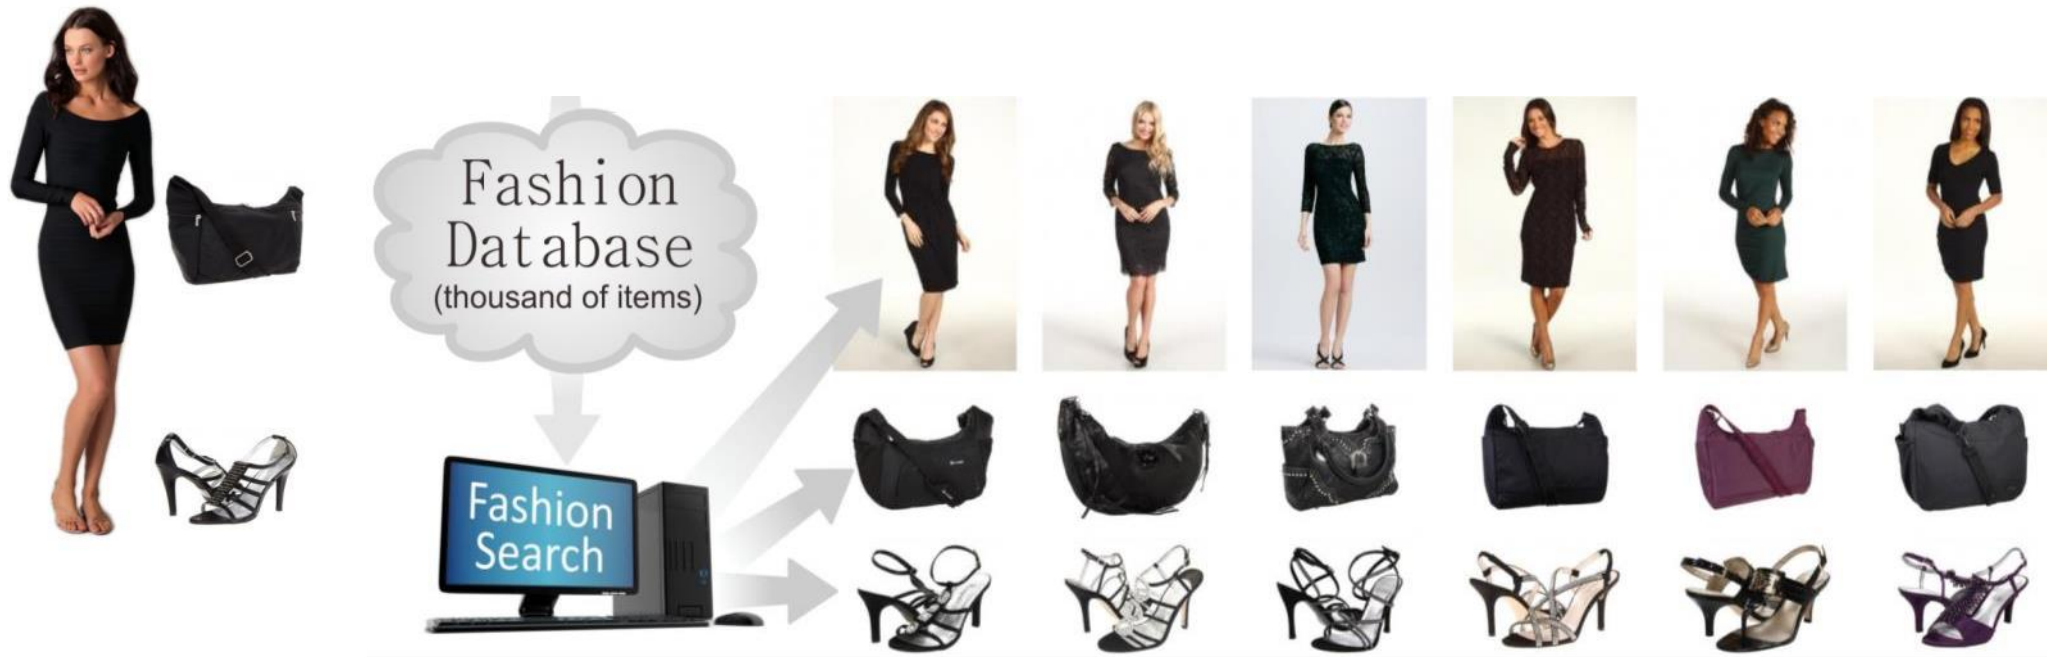 Fashion
Database
(thousand of items)
Fashion
Search